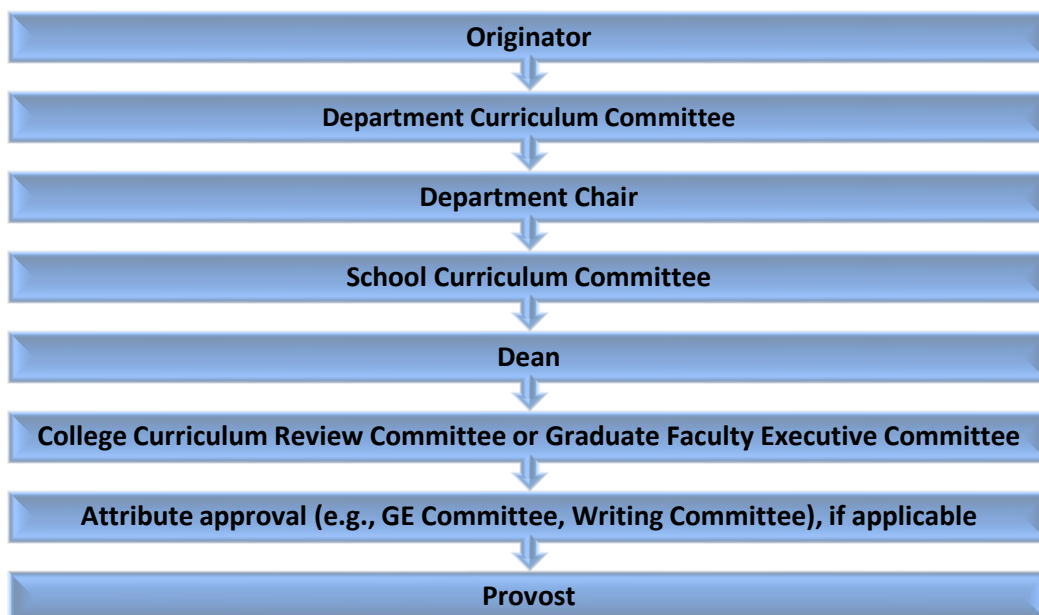 Originator
Department Curriculum Committee
Department Chair
School Curriculum Committee
Dean
College Curriculum Review Committee or Graduate Faculty Executive Committee
Attribute approval (e.g., GE Committee, Writing Committee), if applicable
Provost